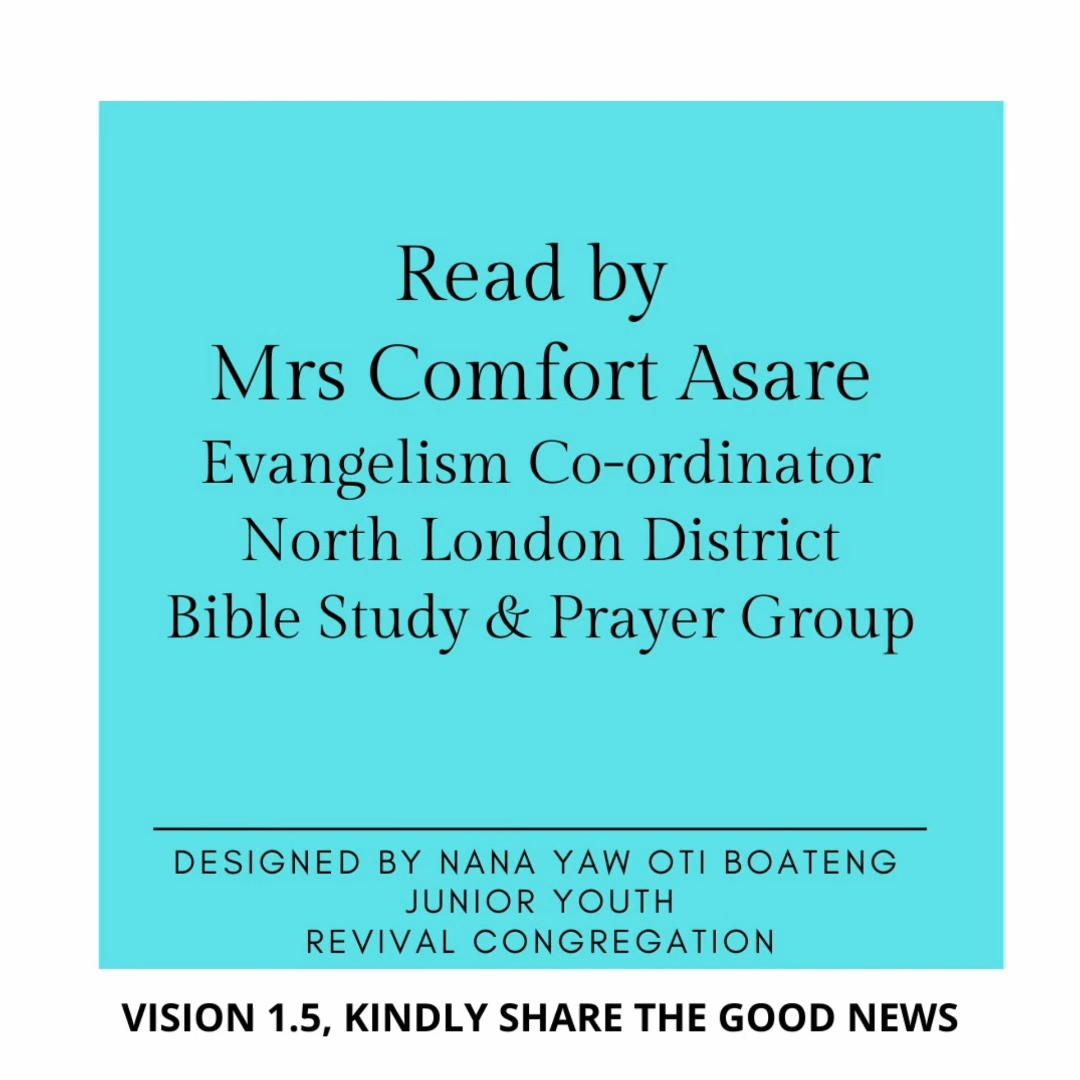 Read by
Mrs Comfort Asare
Evangelism Co-ordinator
North London District
Bible Study & Prayer Group
DESIGNED BY NANA YAW OTI BOATENG
JUNIOR YOUTH
REVIVAL CONGREGATION
VISION 1.5, KINDLY SHARE THE GOOD NEWS